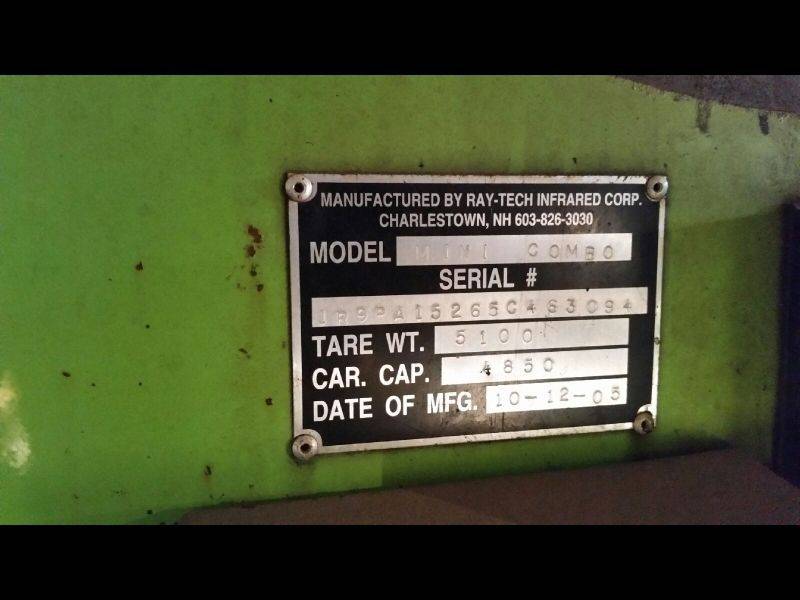 MANUFACTURED BY RAY-TECH INFRARED CORP.
CHARLESTOWN, NH 603-826-3030
MODEL MINI COMBO
SERIAL #
1R9PA15265C463094
TARE WT. 5100
CAR. CAP. 4850
DATE OF MFG. 10-12-05